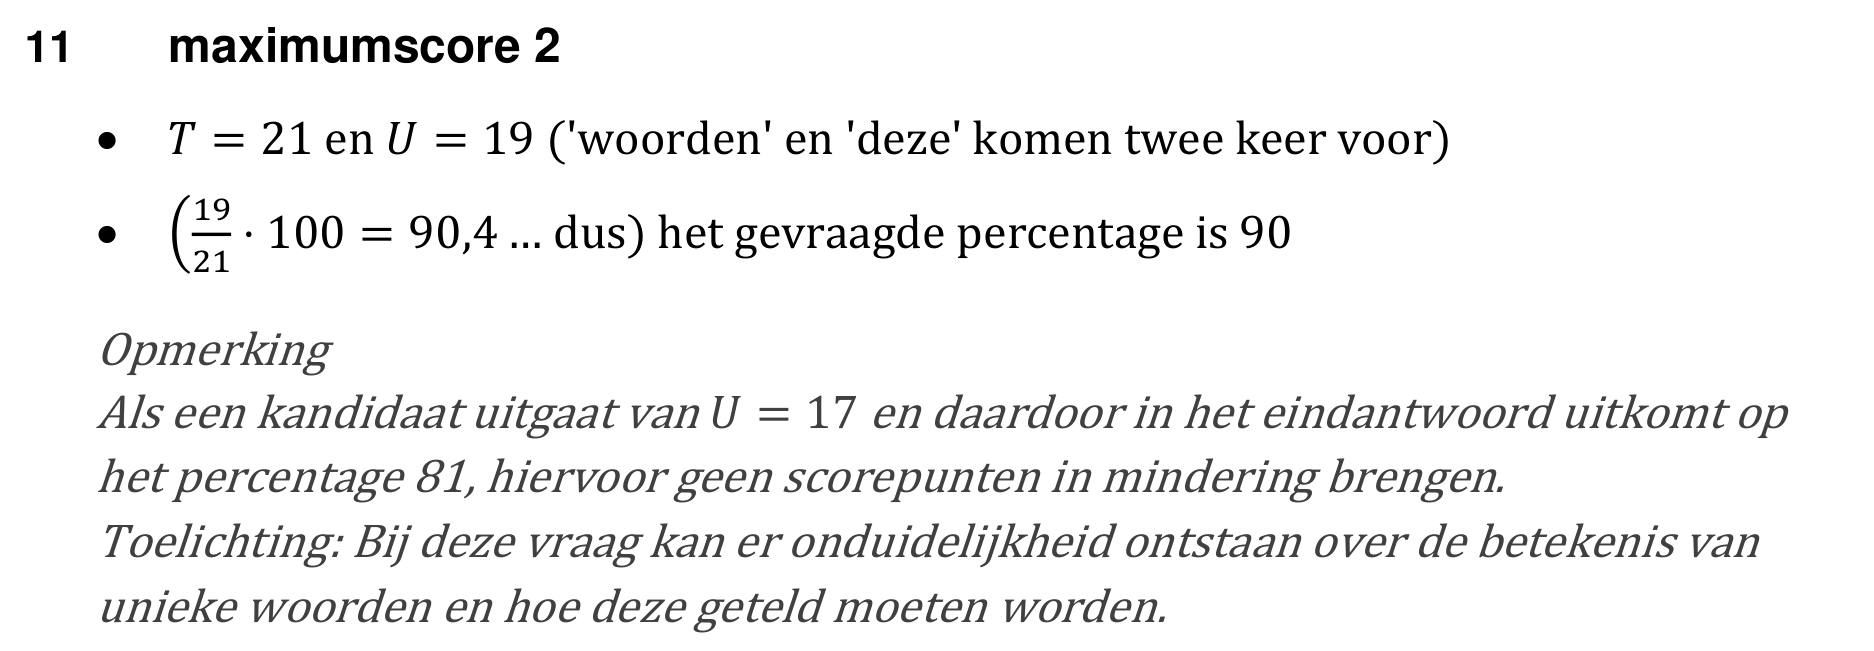 11 maximumscore 2
• T = 21 en U = 19 ('woorden' en 'deze' komen twee keer voor)
• (19/21 · 100 = 90,4 … dus) het gevraagde percentage is 90
Opmerking
Als een kandidaat uitgaat van U = 17 en daardoor in het eindantwoord uitkomt op
het percentage 81, hiervoor geen scorepunten in mindering brengen.
Toelichting: Bij deze vraag kan er onduidelijkheid ontstaan over de betekenis van
unieke woorden en hoe deze geteld moeten worden.